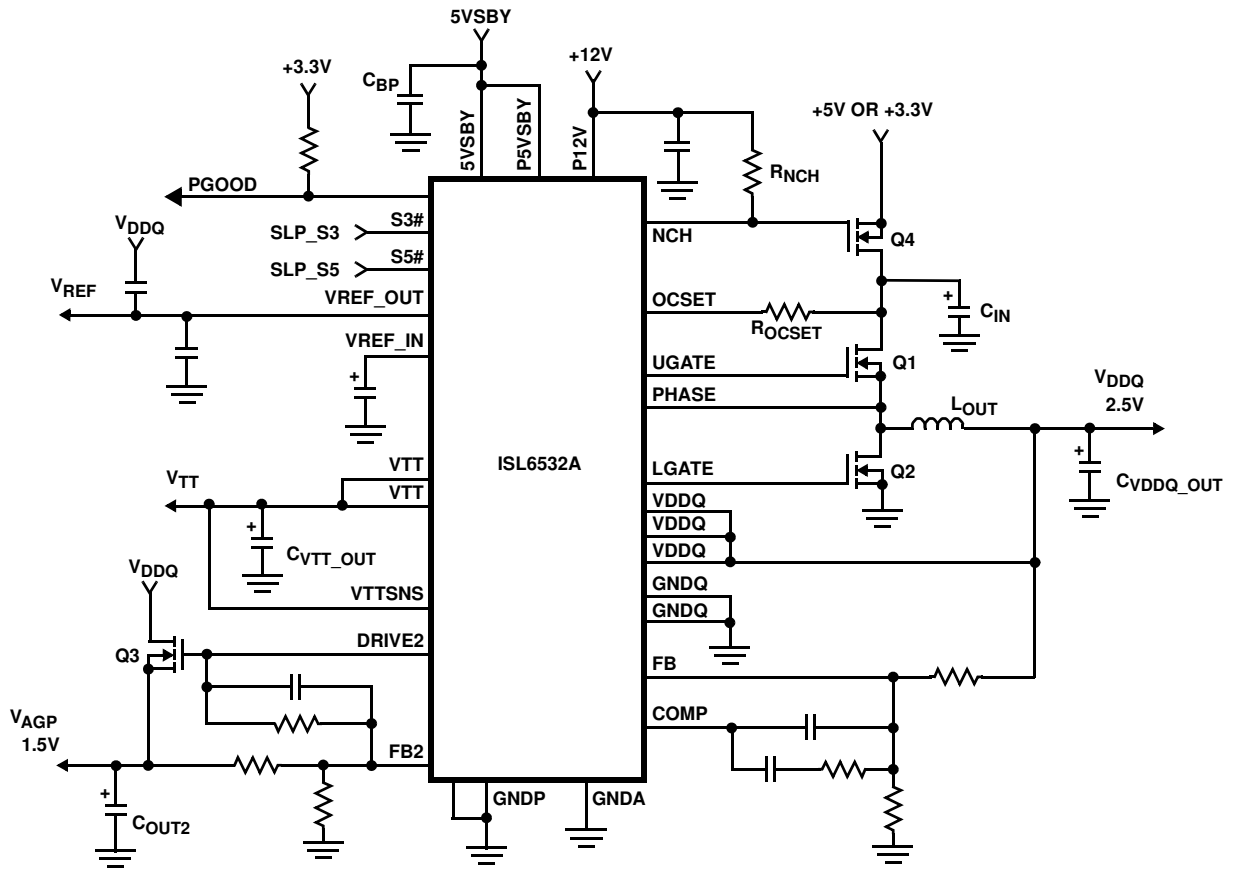 5VSBY
+12V
+3.3V
CBP
+5V OR +3.3V
5VSBY
P5VSBY
P12V
RNCH
PGOOD
S3#
SLP_S3
NCH
Q4
VDDQ
S5#
SLP_S5
VREF
VREF_OUT
OCSET
+
CIN
ROCSET
VREF_IN
+
UGATE
Q1
PHASE
LOUT
VDDQ
2.5V
VTT
ISL6532A
LGATE
Q2
+
CVDDQ_OUT
VTT
VTT
VDDQ
VDDQ
VDDQ
+
CVTT_OUT
VDDQ
VTTSNS
GNDQ
GNDQ
DRIVE2
Q3
FB
VAGP
1.5V
COMP
FB2
+
COUT2
GNDP
GNDA